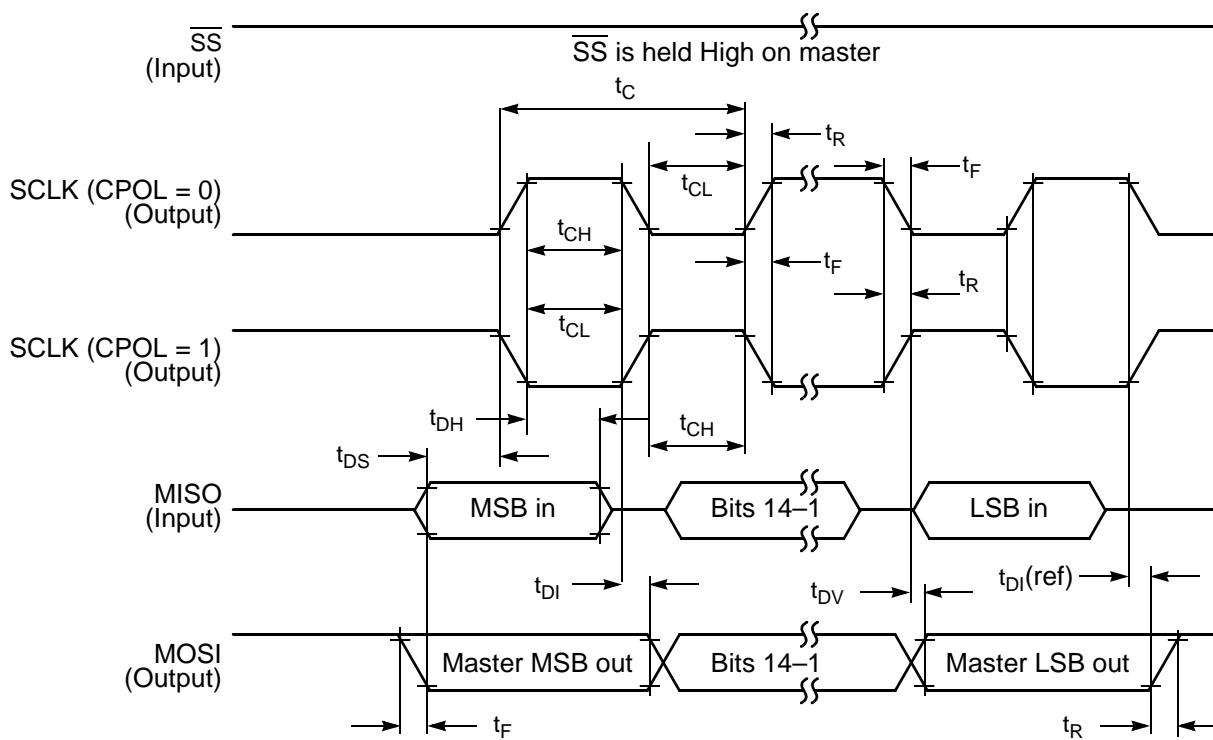 SS
(Input)
SS is held High on master
tC
tR
tF
SCLK (CPOL = 0)
(Output)
tCL
tCH
tF
tR
tCL
SCLK (CPOL = 1)
(Output)
tDH
tCH
tDS
MISO
(Input)
MSB in
Bits 14–1
LSB in
tDI
tDV
tDI(ref)
MOSI
(Output)
Master MSB out
Bits 14–1
Master LSB out
tF
tR